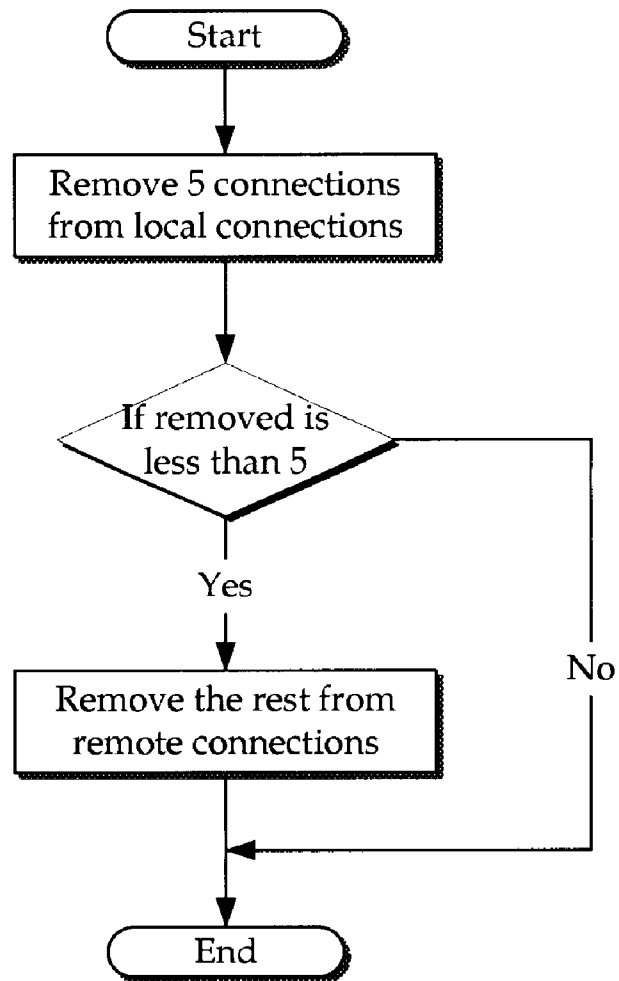 Start
Remove 5 connections
from local connections
If removed is
less than 5
Yes
No
Remove the rest from
remote connections
End